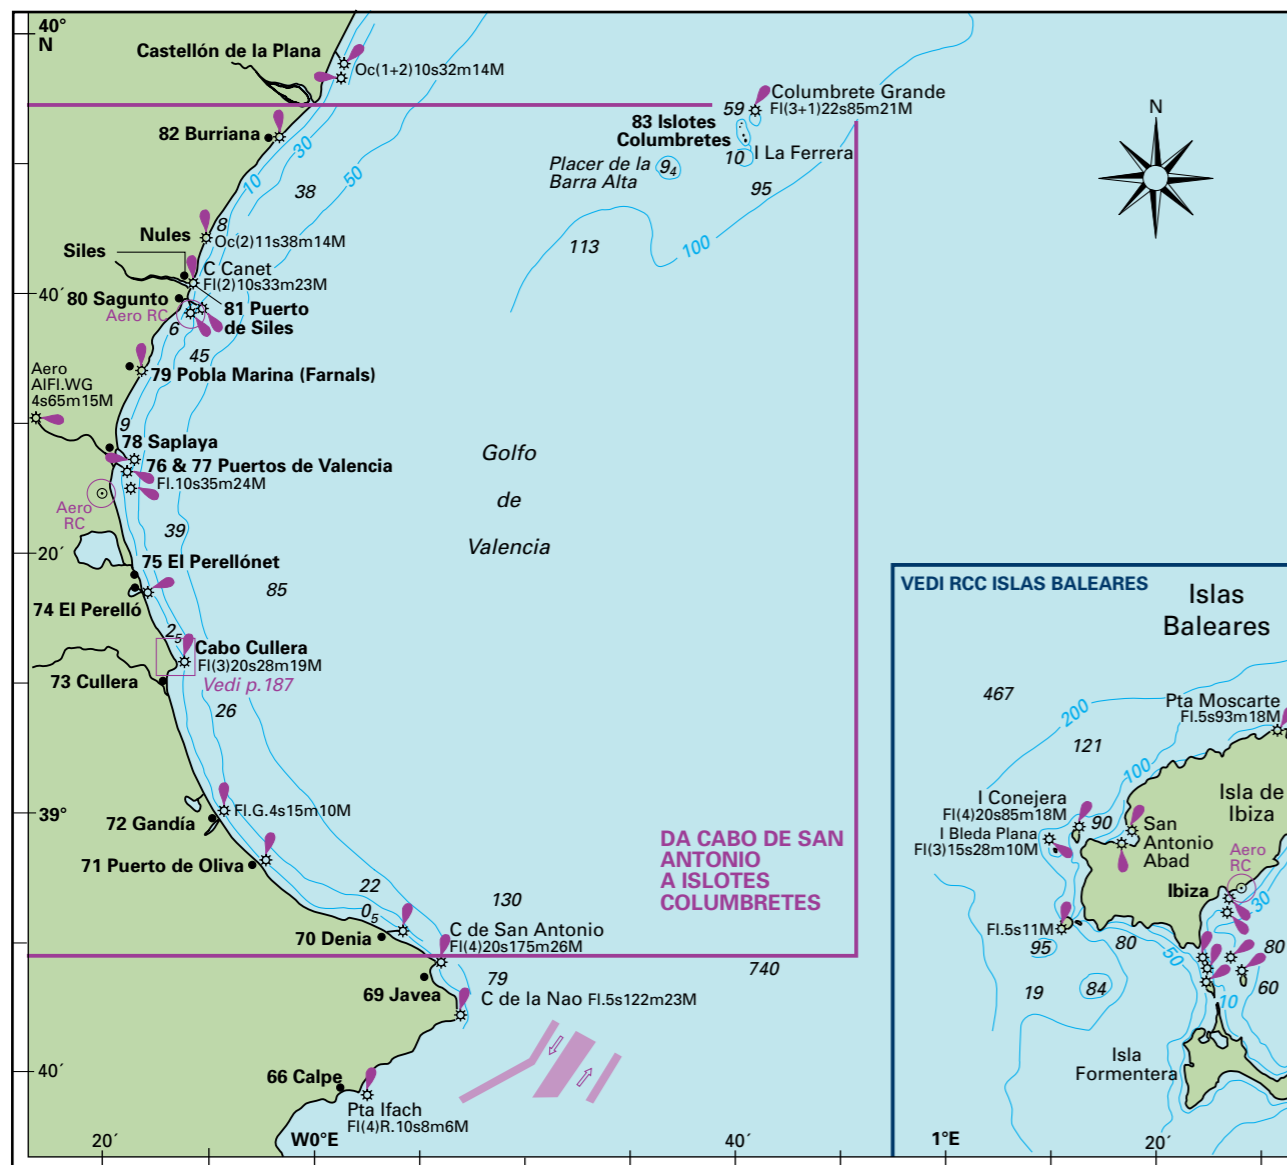 40°
N
Castellón de la Plana
Oc(1+2)10s32m14M
Columbrete Grande
Fl(3+1)22s85m21M
59
83 Islotes
Columbretes
10
I La Ferrera
Placer de la
Barra Alta
9₄
95
N
82 Burriana
30
10
50
38
8
Nules
Oc(2)11s38m14M
Siles
C Canet
Fl(2)10s33m23M
113
100
40´
80 Sagunto
Aero RC
81 Puerto
de Siles
6
45
79 Pobla Marina (Farnals)
Aero
AlFl.WG
4s65m15M
9
78 Saplaya
76 & 77 Puertos de Valencia
Fl.10s35m24M
Aero
RC
39
Golfo
de
Valencia
20´
75 El Perellónet
74 El Perelló
85
2₅
Cabo Cullera
Fl(3)20s28m19M
73 Cullera
Vedi p.187
26
VEDI RCC ISLAS BALEARES
Islas
Baleares
467
200
Pta Moscarte
Fl.5s93m18M
121
100
39°
Fl.G.4s15m10M
72 Gandía
71 Puerto de Oliva
DA CABO DE SAN
ANTONIO
A ISLOTES
COLUMBRETES
I Conejera
Fl(4)20s85m18M
90
I Bleda Plana
Fl(3)15s28m10M
San
Antonio
Abad
Isla de
Ibiza
Aero
RC
Ibiza
30
22
0₅
130
70 Denia
C de San Antonio
Fl(4)20s175m26M
Fl.5s11M
95
80
50
80
79
740
69 Javea
C de la Nao Fl.5s122m23M
19
84
10
60
Isla
Formentera
40´
66 Calpe
Pta Ifach
Fl(4)R.10s8m6M
20´
W0°E
40´
1°E
20´